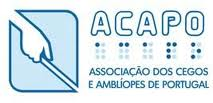 ACAPO
ASSOCIAÇÃO DOS CEGOS
E AMBLÍOPES DE PORTUGAL